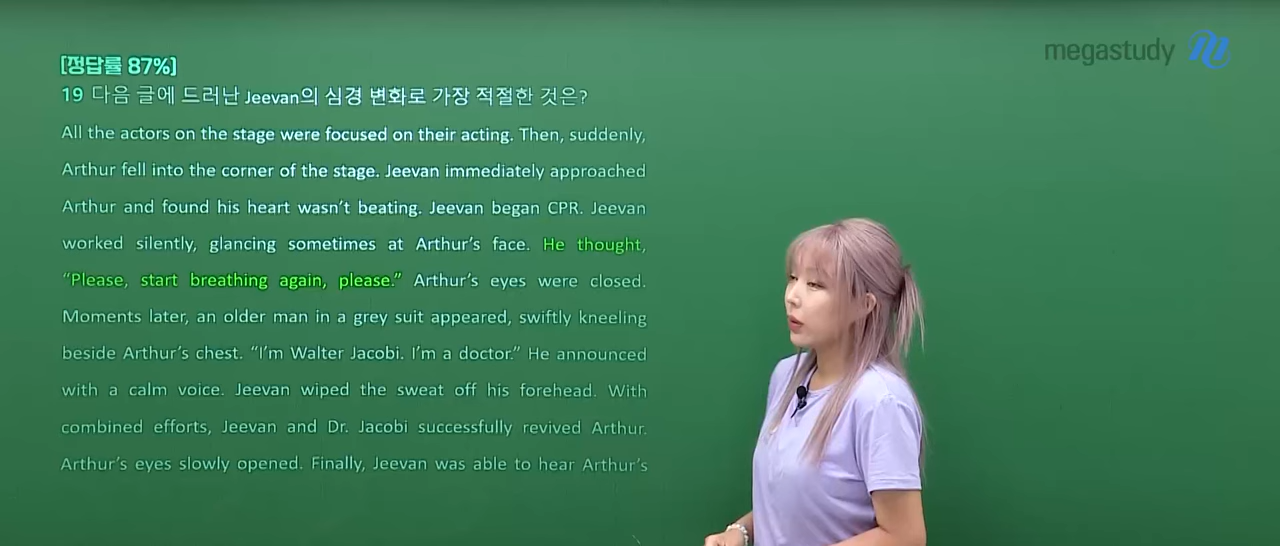 megastudy
[정답률 87%]
19 다음 글에 드러난 Jeevan의 심경 변화로 가장 적절한 것은?
All the actors on the stage were focused on their acting. Then, suddenly,
Arthur fell into the corner of the stage. Jeevan immediately approached
Arthur and found his heart wasn’t beating. Jeevan began CPR. Jeevan
worked silently, glancing sometimes at Arthur’s face. He thought,
“Please, start breathing again, please.” Arthur’s eyes were closed.
Moments later, an older man in a grey suit appeared, swiftly kneeling
beside Arthur’s chest. “I’m Walter Jacobi. I’m a doctor.” He announced
with a calm voice. Jeevan wiped the sweat off his forehead. With
combined efforts, Jeevan and Dr. Jacobi successfully revived Arthur.
Arthur’s eyes slowly opened. Finally, Jeevan was able to hear Arthur’s